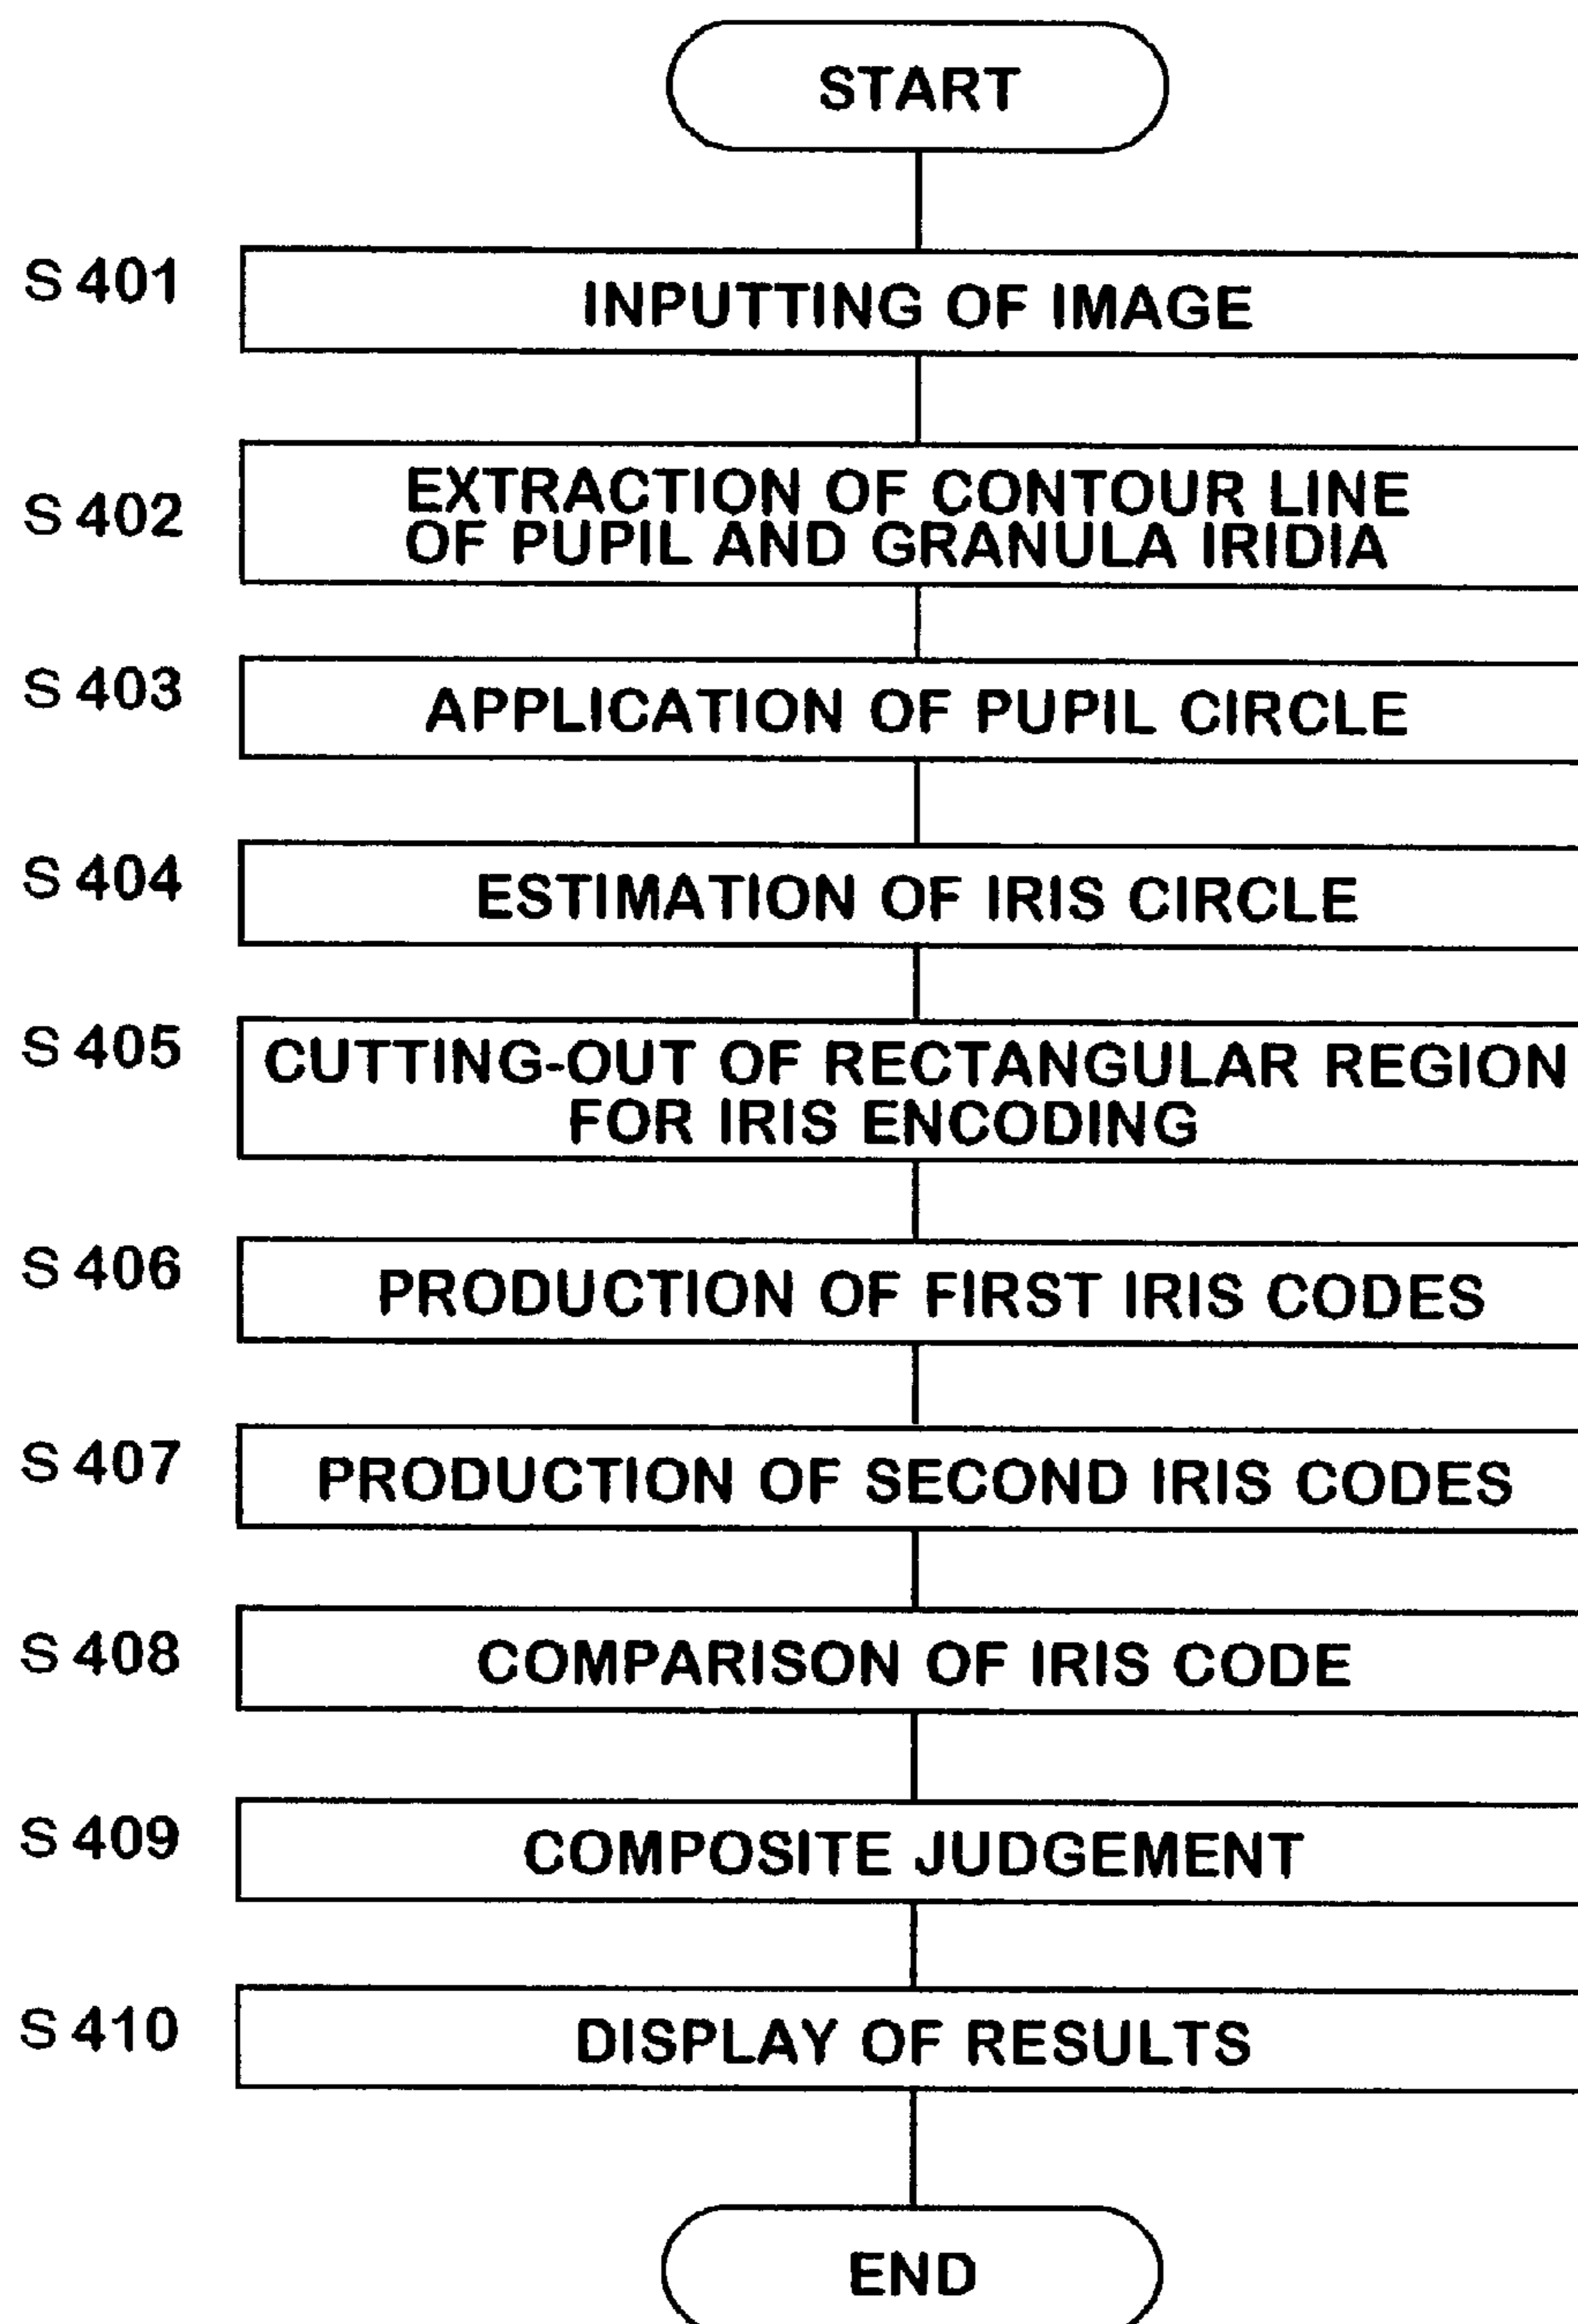 START
S 401
INPUTTING OF IMAGE
S 402
EXTRACTION OF CONTOUR LINE
OF PUPIL AND GRANULA IRIDIA
S 403
APPLICATION OF PUPIL CIRCLE
S 404
ESTIMATION OF IRIS CIRCLE
S 405
CUTTING-OUT OF RECTANGULAR REGION
FOR IRIS ENCODING
S 406
PRODUCTION OF FIRST IRIS CODES
S 407
PRODUCTION OF SECOND IRIS CODES
S 408
COMPARISON OF IRIS CODE
S 409
COMPOSITE JUDGEMENT
S 410
DISPLAY OF RESULTS
END